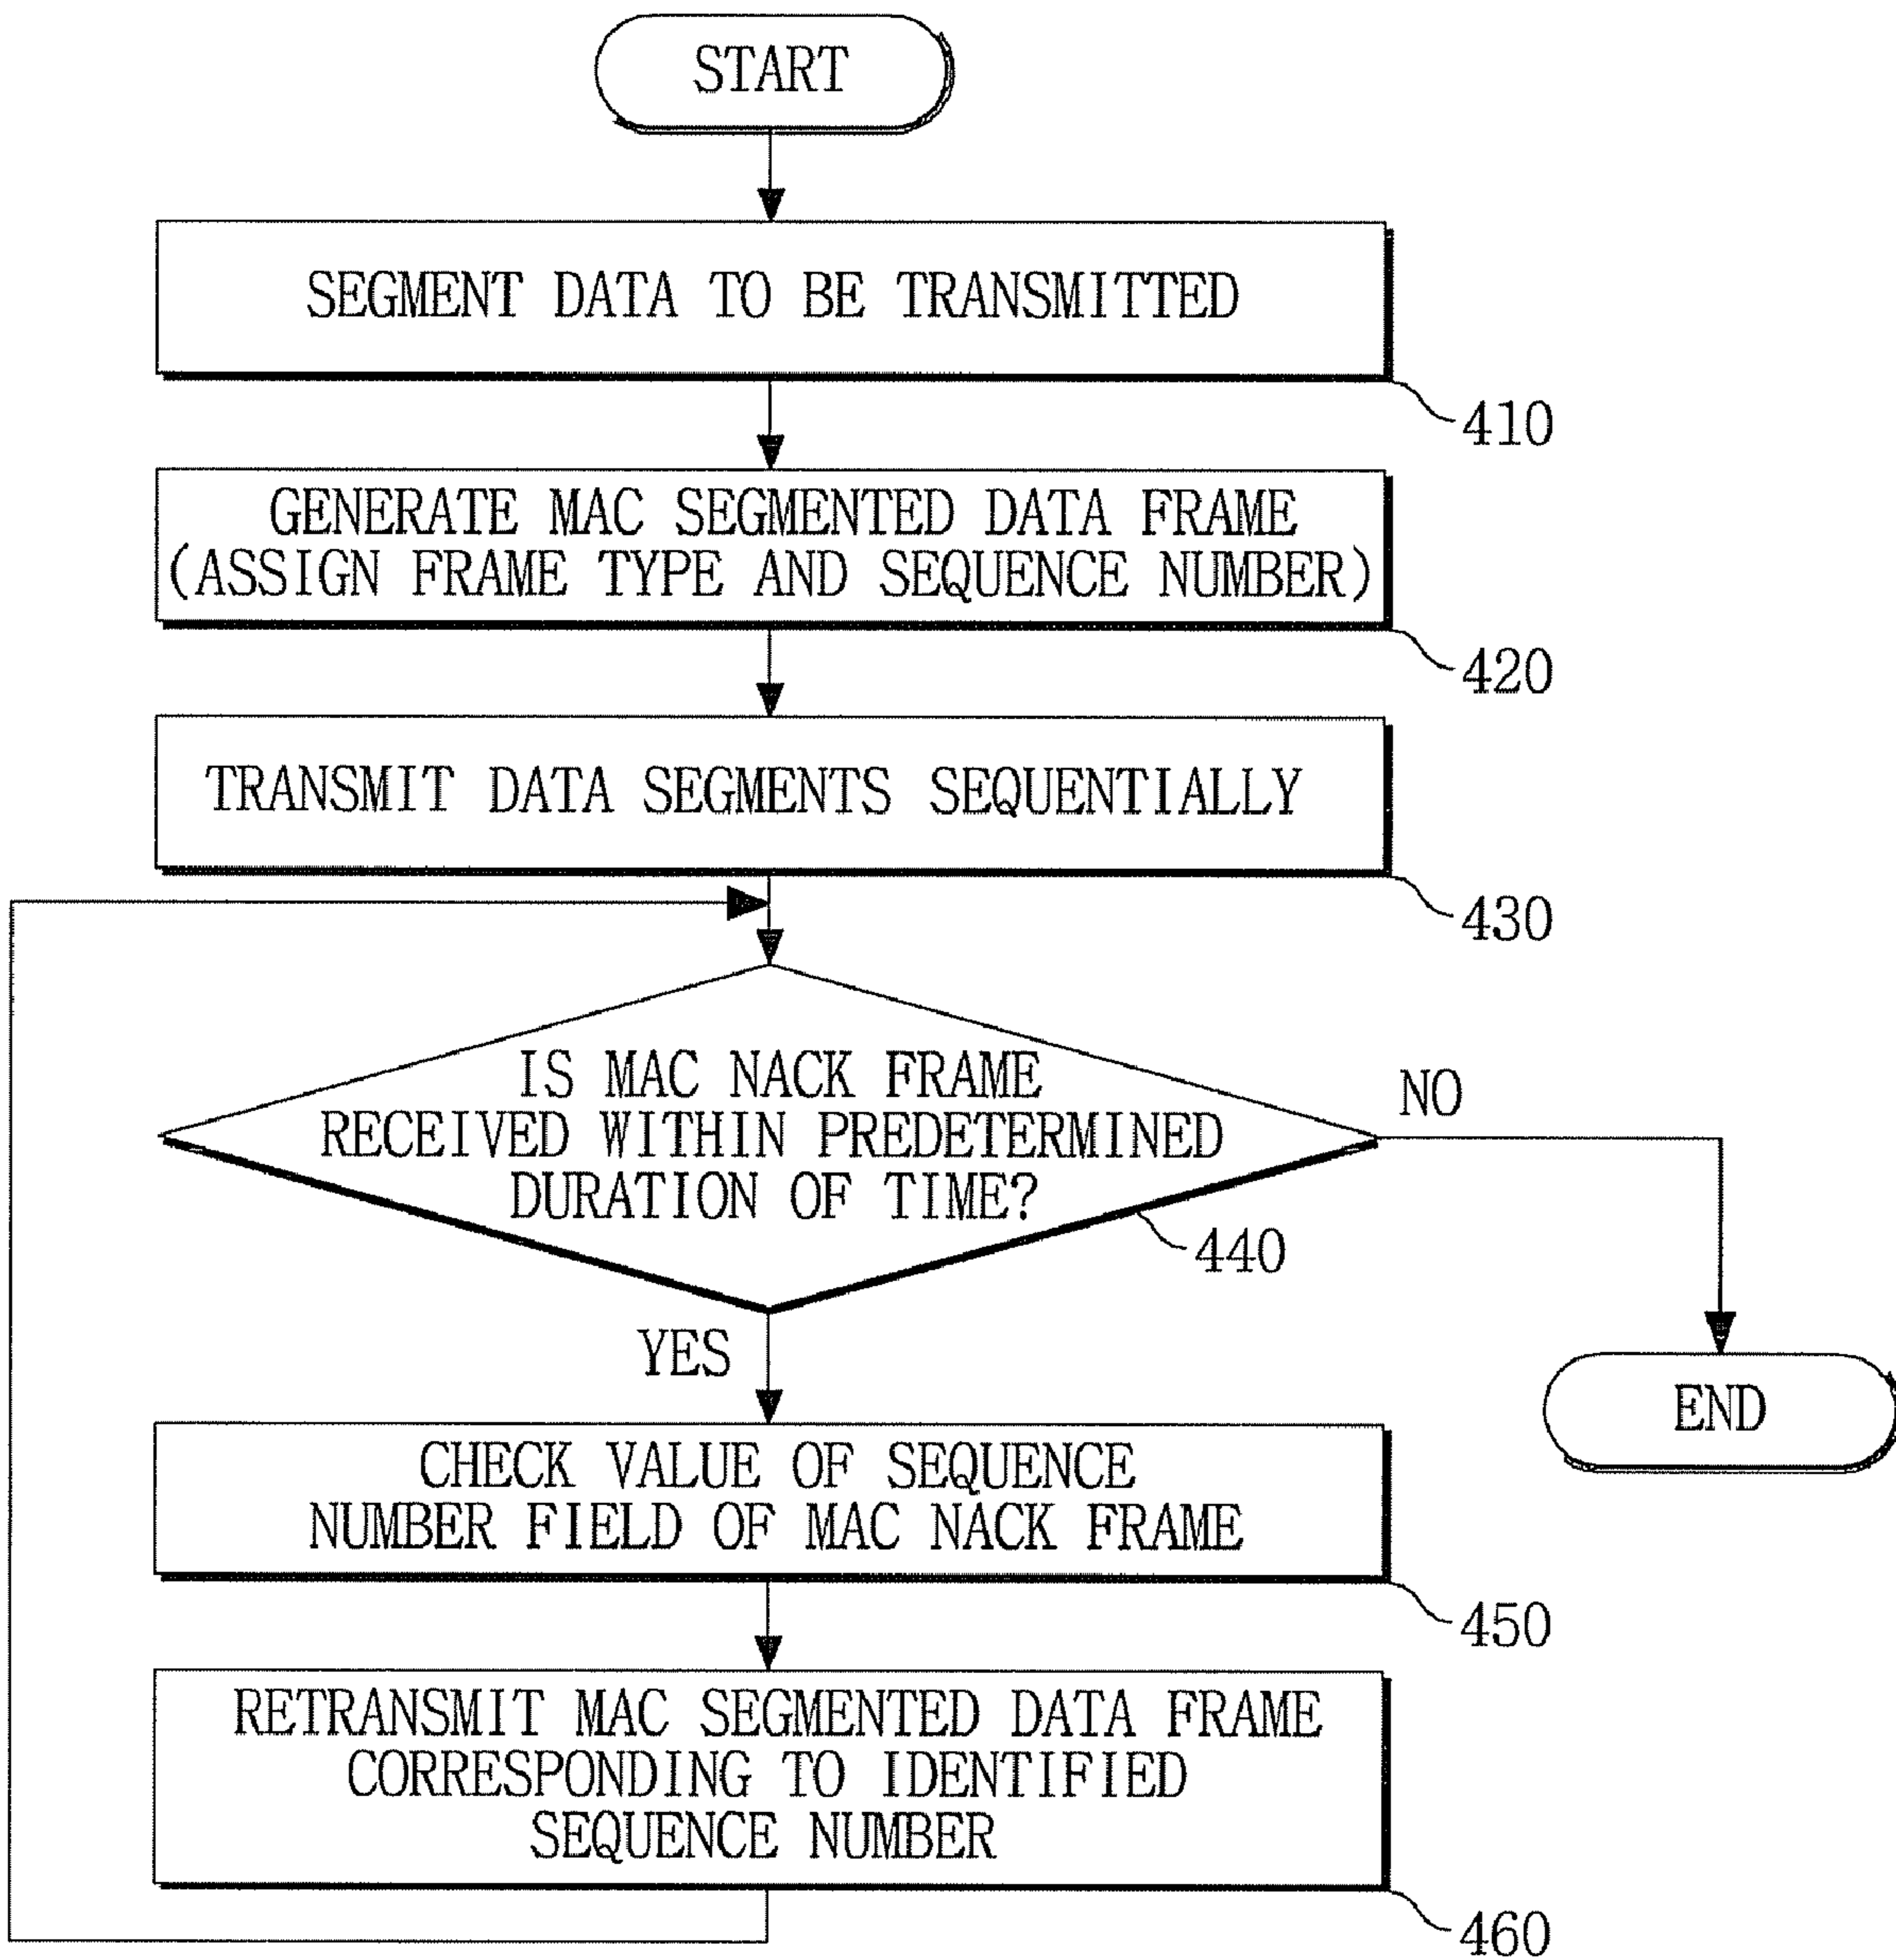 START
SEGMENT DATA TO BE TRANSMITTED
410
GENERATE MAC SEGMENTED DATA FRAME
(ASSIGN FRAME TYPE AND SEQUENCE NUMBER)
420
TRANSMIT DATA SEGMENTS SEQUENTIALLY
430
IS MAC NACK FRAME
RECEIVED WITHIN PREDETERMINED
DURATION OF TIME?
NO
440
YES
END
CHECK VALUE OF SEQUENCE
NUMBER FIELD OF MAC NACK FRAME
450
RETRANSMIT MAC SEGMENTED DATA FRAME
CORRESPONDING TO IDENTIFIED
SEQUENCE NUMBER
460